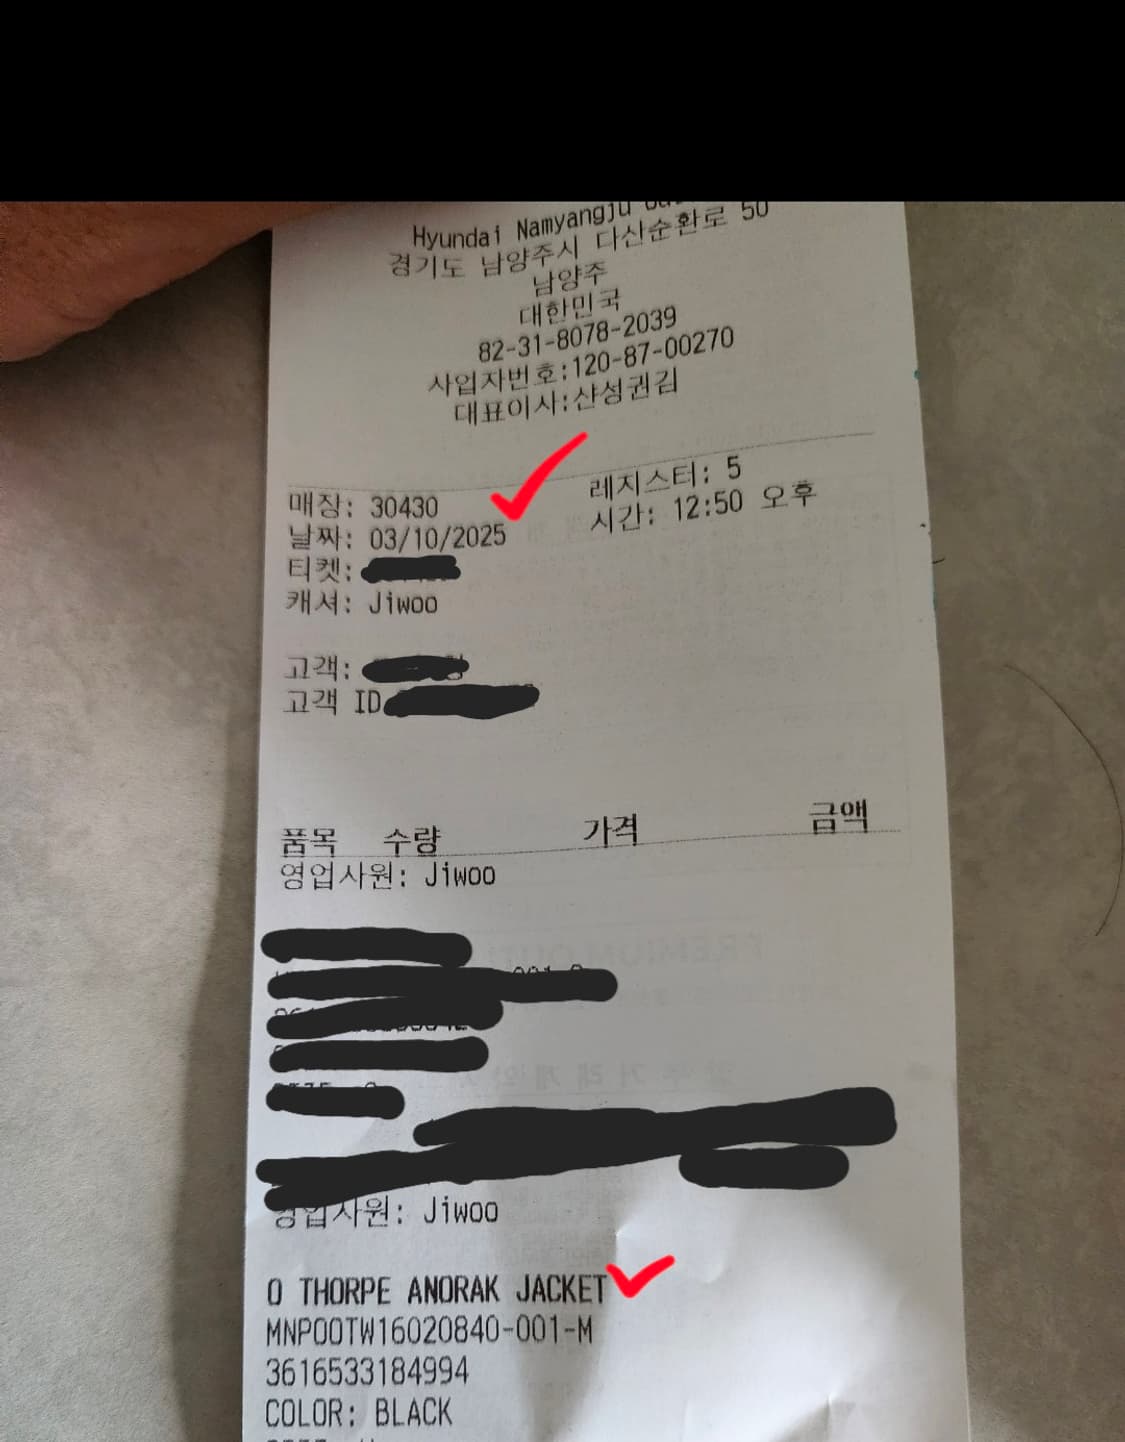 Hyundai Namyangju
경기도 남양주시 다산순환로 50
남양주
대한민국
82-31-8078-2039
사업자번호:120-87-00270
대표이사:산성권김
매장: 30430 레지스터: 5
날짜: 03/10/2025 시간: 12:50 오후
티켓:
캐셔: Jiwoo
고객:
고객 ID
품목 수량 가격 금액
영업사원: Jiwoo
영업사원: Jiwoo
O THORPE ANORAK JACKET
MNPOOTW16020840-001-M
3616533184994
COLOR: BLACK